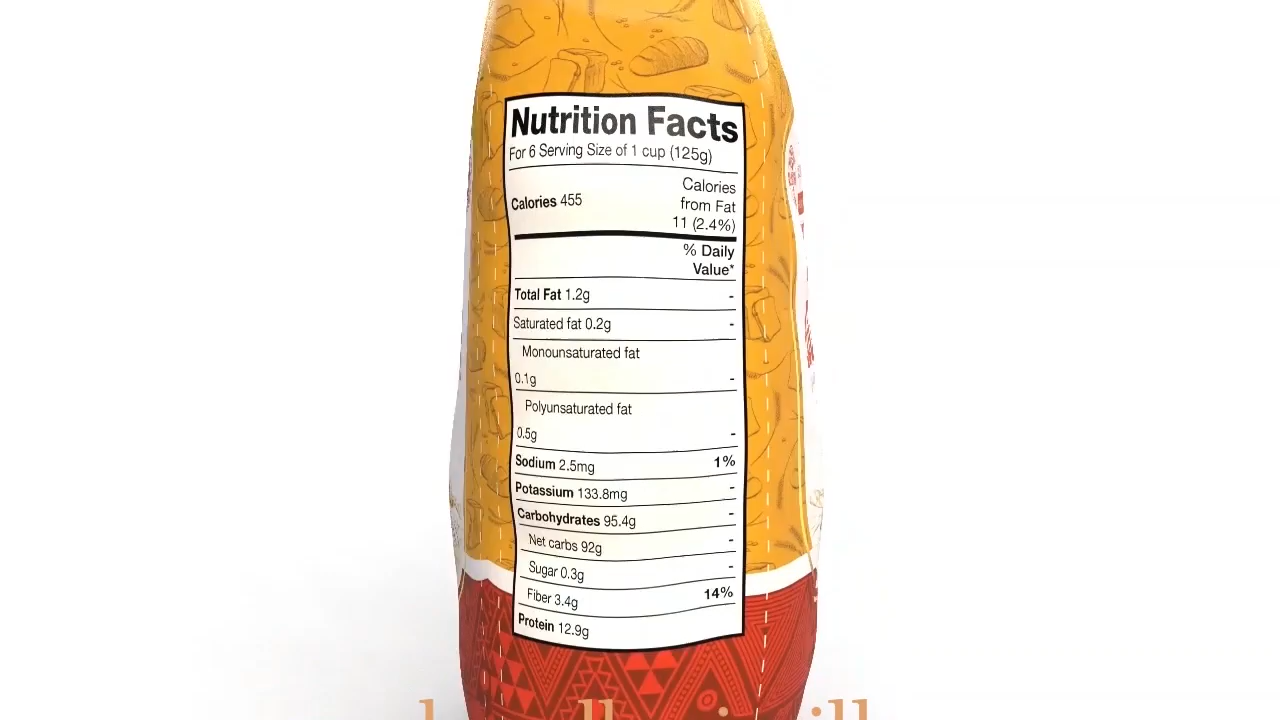 Nutrition Facts
For 6 Serving Size of 1 cup (125g)
Calories 455
Calories
from Fat
11 (2.4%)
% Daily
Value*
Total Fat 1.2g -
Saturated fat 0.2g -
Monounsaturated fat
0.1g -
Polyunsaturated fat
0.5g -
Sodium 2.5mg 1%
Potassium 133.8mg -
Carbohydrates 95.4g -
Net carbs 92g -
Sugar 0.3g -
Fiber 3.4g 14%
Protein 12.9g